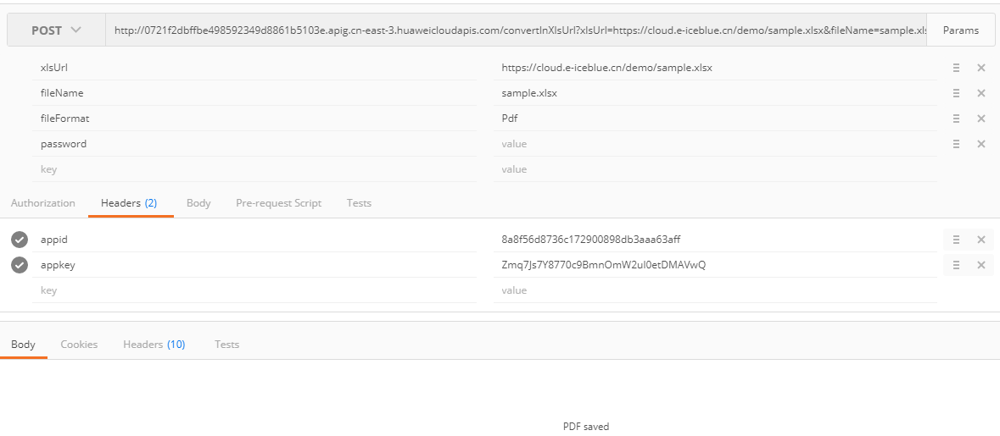 POST http://0721f2dbffbe498592349d8861b5103e.apig.cn-east-3.huaweicloudapis.com/convertInXlsUrl?xlsUrl=https://cloud.e-iceblue.cn/demo/sample.xlsx&fileName=sample.xls Params
xlsUrl https://cloud.e-iceblue.cn/demo/sample.xlsx
fileName sample.xlsx
fileFormat Pdf
password value
key value
Authorization Headers (2) Body Pre-request Script Tests
appid 8a8f56d8736c172900898db3aaa63aff
appkey Zmq7Js7Y8770c9BmnOmW2ul0etDMAVwQ
key value
Body Cookies Headers (10) Tests
PDF saved